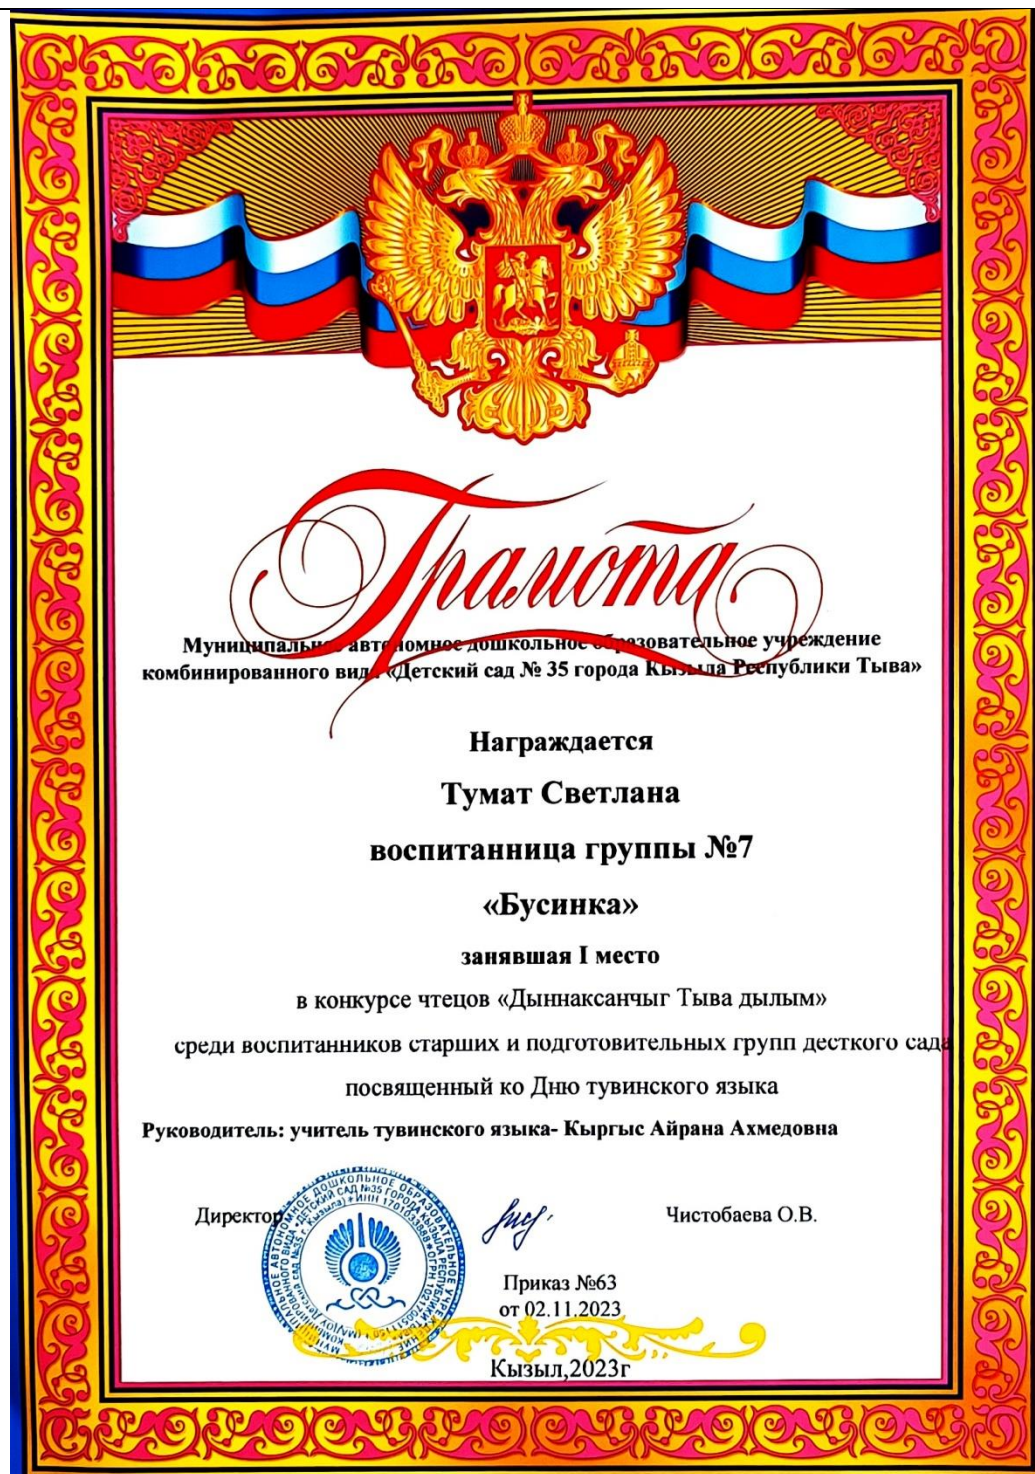 Грамота
Муниципальное автономное дошкольное образовательное учреждение
комбинированного вида «Детский сад № 35 города Кызыла Республики Тыва»
Награждается
Тумат Светлана
воспитанница группы №7
«Бусинка»
занявшая I место
в конкурсе чтецов «Дыннаксанчыг Тыва дылым»
среди воспитанников старших и подготовительных групп десткого сада
посвященный ко Дню тувинского языка
Руководитель: учитель тувинского языка- Кыргыс Айрана Ахмедовна
Директор
Чистобаева О.В.
Приказ №63
от 02.11.2023
Кызыл,2023г